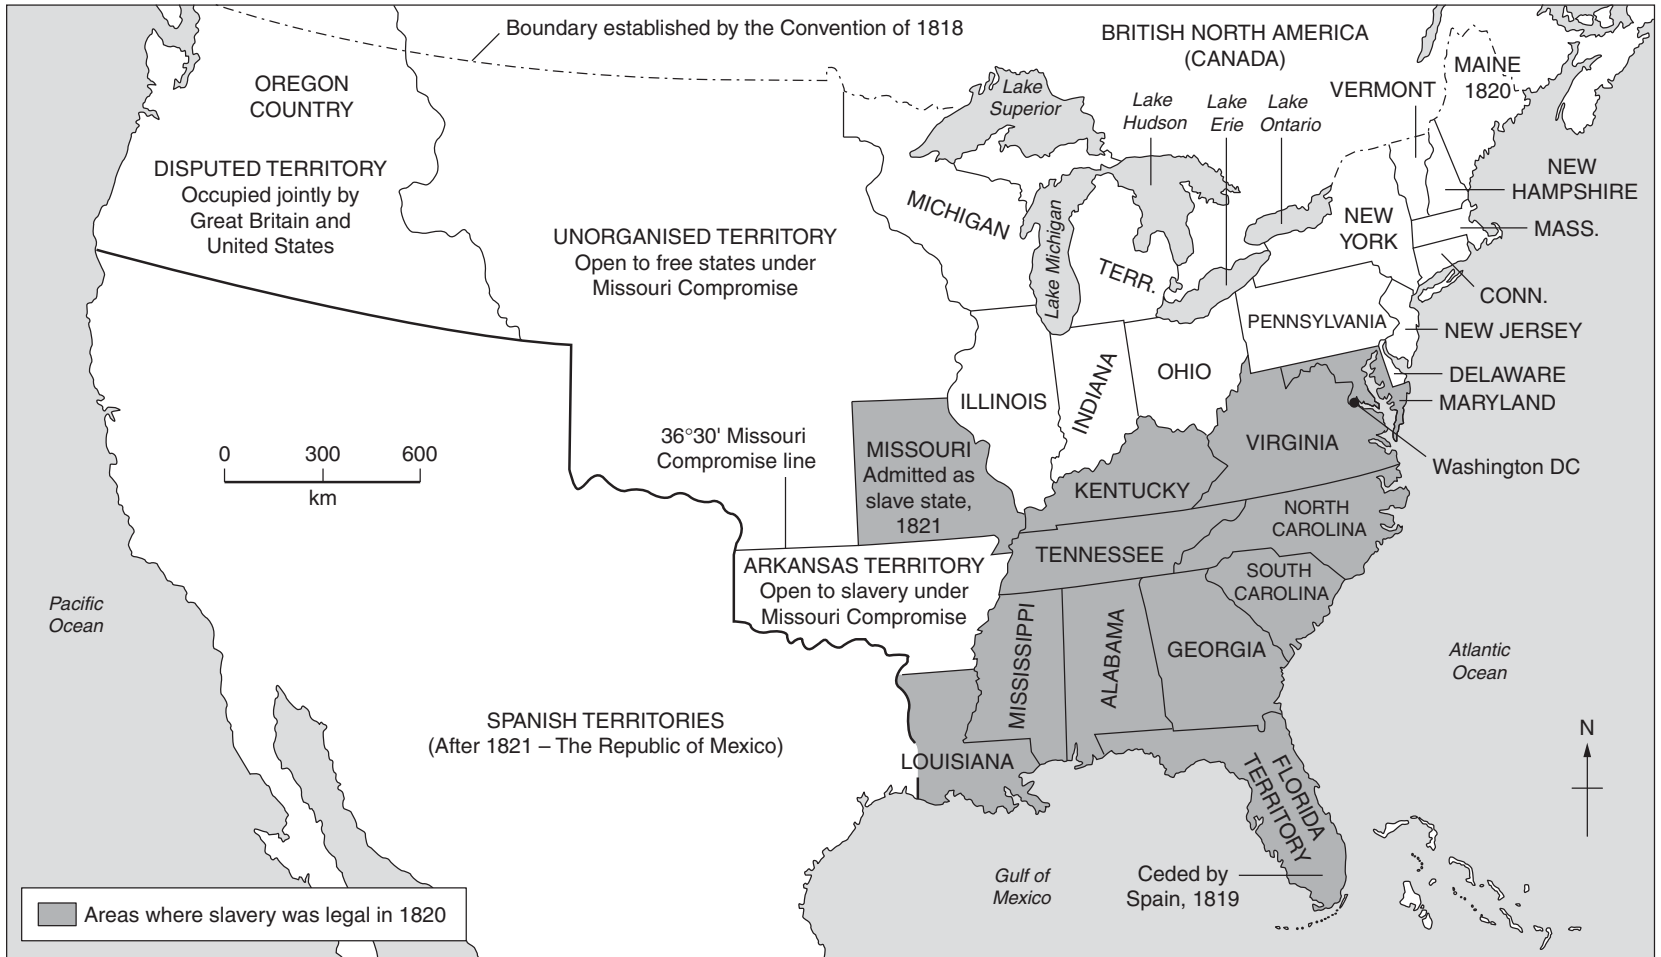 Boundary established by the Convention of 1818
BRITISH NORTH AMERICA
(CANADA)
MAINE
1820
VERMONT
OREGON
COUNTRY
Lake
Superior
Lake
Hudson
Lake
Erie
Lake
Ontario
DISPUTED TERRITORY
Occupied jointly by
Great Britain and
United States
NEW
HAMPSHIRE
MICHIGAN
TERR.
Lake Michigan
NEW
YORK
MASS.
UNORGANISED TERRITORY
Open to free states under
Missouri Compromise
CONN.
PENNSYLVANIA
NEW JERSEY
ILLINOIS
INDIANA
OHIO
DELAWARE
MARYLAND
36°30' Missouri
Compromise line
MISSOURI
Admitted as
slave state,
1821
VIRGINIA
Washington DC
0 300 600
km
KENTUCKY
NORTH
CAROLINA
TENNESSEE
ARKANSAS TERRITORY
Open to slavery under
Missouri Compromise
SOUTH
CAROLINA
Pacific
Ocean
MISSISSIPPI
ALABAMA
GEORGIA
Atlantic
Ocean
SPANISH TERRITORIES
(After 1821 – The Republic of Mexico)
LOUISIANA
N
FLORIDA
TERRITORY
Gulf of
Mexico
Ceded by
Spain, 1819
Areas where slavery was legal in 1820